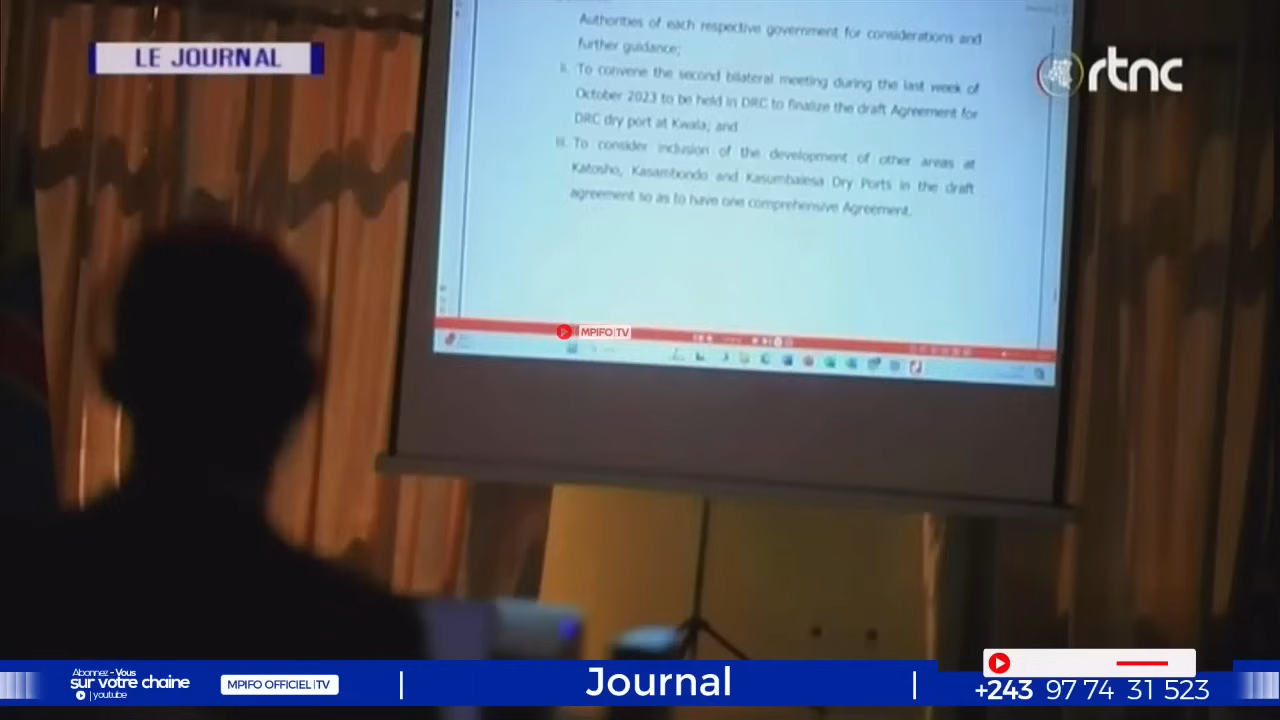 LE JOURNAL
rtnc
Authorities of each respective government for considerations and
further guidance;
ii. To convene the second bilateral meeting during the last week of
October 2023 to be held in DRC to finalize the draft Agreement for
DRC dry port at Kwala; and
iii. To consider inclusion of the development of other areas at
Katosho, Kasambondo and Kasumbalesa Dry Ports in the draft
agreement so as to have one comprehensive Agreement.
MPIFO TV
Abonnez-Vous
sur votre chaine
youtube
MPIFO OFFICIEL TV
Journal
+243 97 74 31 523